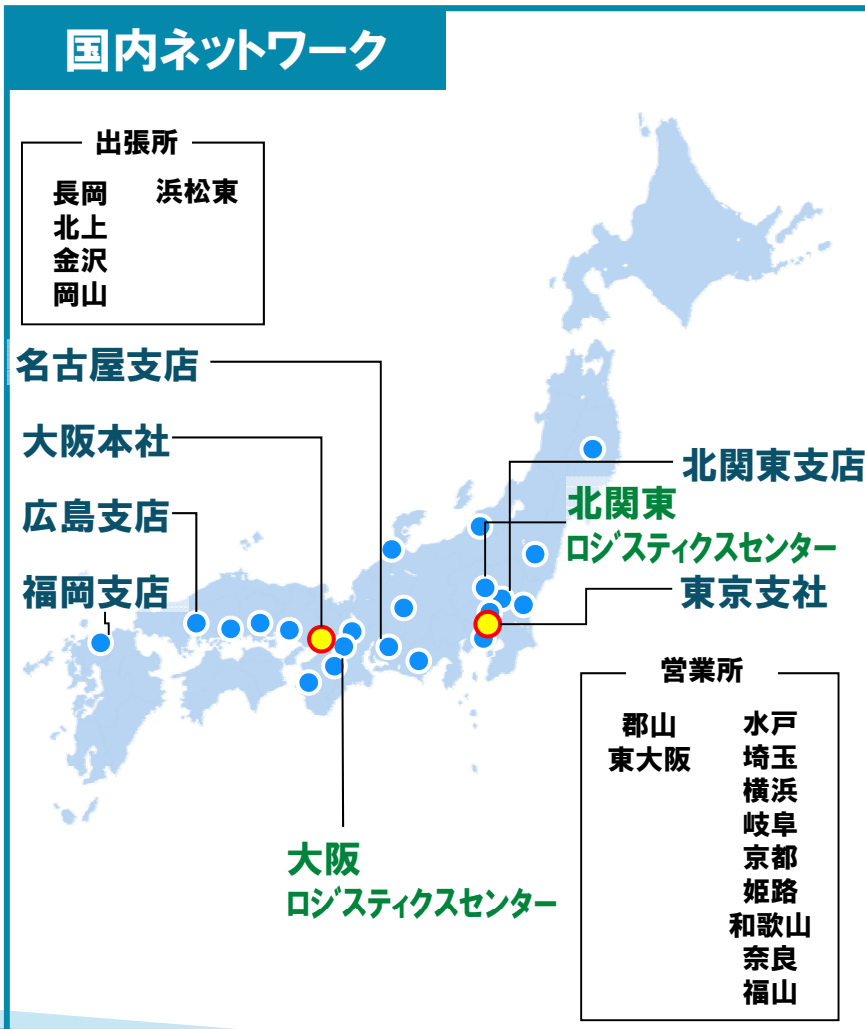 国内ネットワーク
出張所
長岡 浜松東
北上
金沢
岡山
名古屋支店
大阪本社
広島支店
福岡支店
北関東支店
北関東
ロジスティクスセンター
東京支社
大阪
ロジスティクスセンター
営業所
郡山 水戸
東大阪 埼玉
横浜
岐阜
京都
姫路
和歌山
奈良
福山